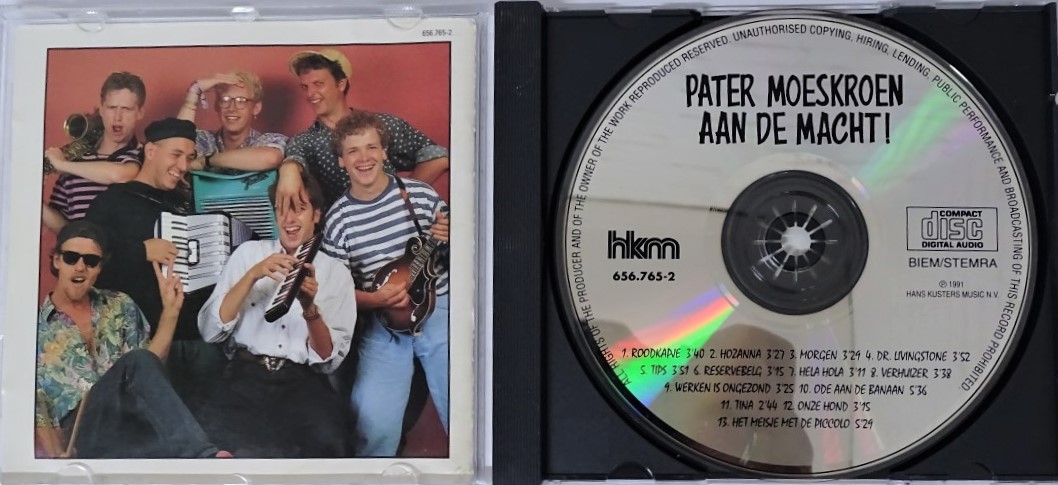 656 765-2
ALL RIGHTS OF THE PRODUCER AND OF THE OWNER OF THE WORK REPRODUCED RESERVED. UNAUTHORISED COPYING, HIRING, LENDING, PUBLIC PERFORMANCE AND BROADCASTING OF THIS RECORD PROHIBITED.
PATER MOESKROEN
AAN DE MACHT!
hkm
656.765-2
COMPACT
disc
DIGITAL AUDIO
BIEM/STEMRA
℗ 1991
HANS KUSTERS MUSIC N.V.
1. ROODKAPJE 3'40 2. HOZANNA 3'27 3. MORGEN 3'29 4. DR. LIVINGSTONE 3'52
5. TIPS 3'51 6. RESERVEBELG 3'15 7. HELA HOLA 3'11 8. VERHUIZER 3'38
9. WERKEN IS ONGEZOND 3'25 10. ODE AAN DE BANAAN 5'36
11. TINA 2'44 12. ONZE HOND 3'15
13. HET MEISJE MET DE PICCOLO 5'29